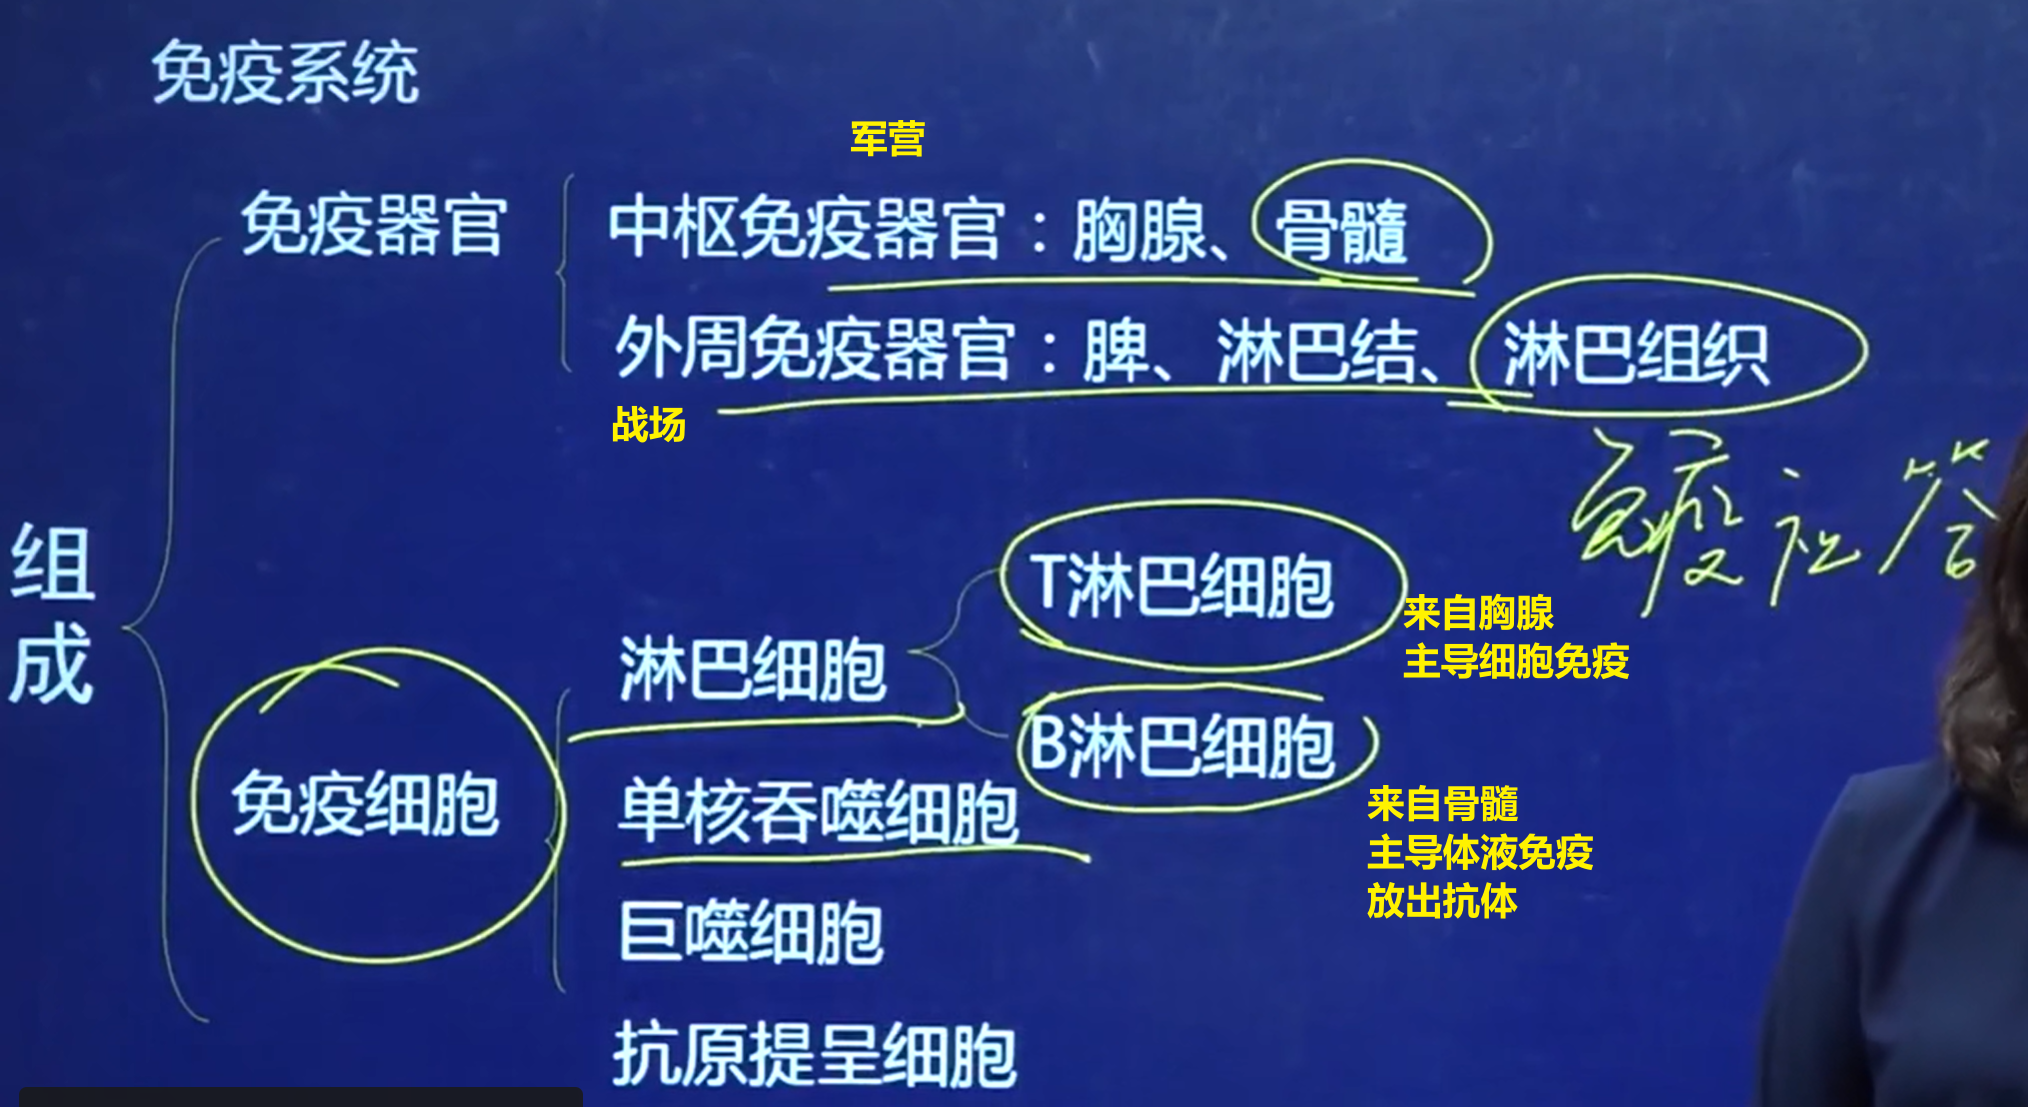 免疫系统
军营
免疫器官
中枢免疫器官：胸腺、骨髓
外周免疫器官：脾、淋巴结、淋巴组织
战场
免疫应答
组成
T淋巴细胞
来自胸腺
主导细胞免疫
淋巴细胞
B淋巴细胞
免疫细胞
单核吞噬细胞
来自骨髓
主导体液免疫
放出抗体
巨噬细胞
抗原提呈细胞